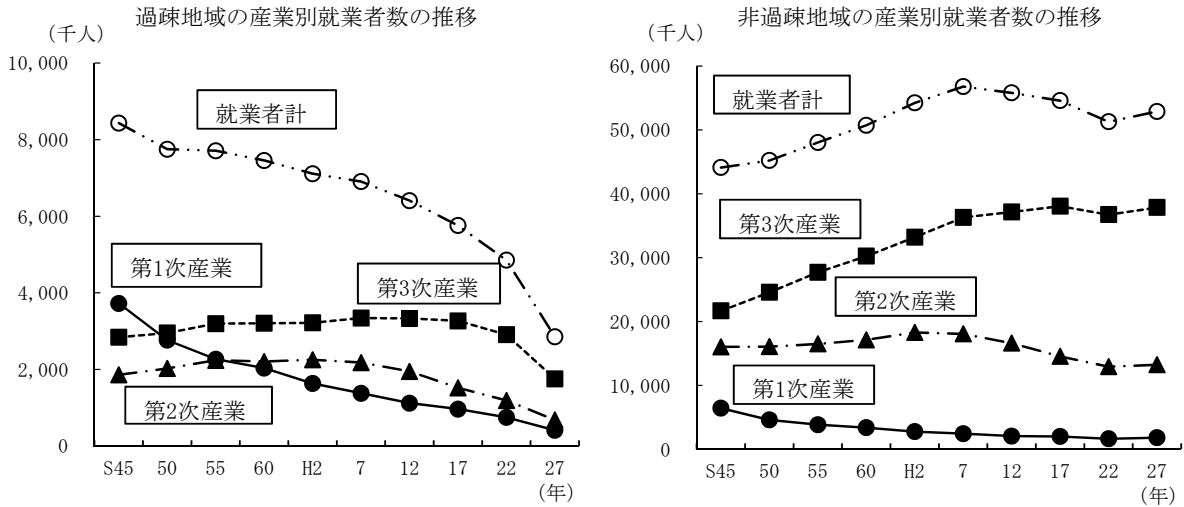 過疎地域の産業別就業者数の推移
(千人)
10,000
8,000
6,000
4,000
2,000
0
就業者計
第1次産業
第3次産業
第2次産業
S45 50 55 60 H2 7 12 17 22 27
(年)
非過疎地域の産業別就業者数の推移
(千人)
60,000
50,000
40,000
30,000
20,000
10,000
0
就業者計
第3次産業
第2次産業
第1次産業
S45 50 55 60 H2 7 12 17 22 27
(年)